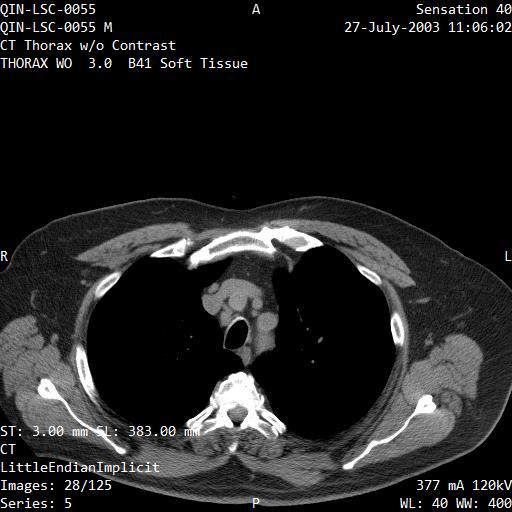 QIN-LSC-0055 A Sensation 40
QIN-LSC-0055 M 27-July-2003 11:06:02
CT Thorax w/o Contrast
THORAX WO 3.0 B41 Soft Tissue
R L
ST: 3.00 mm SL: 383.00 mm
CT
LittleEndianImplicit
Images: 28/125 377 mA 120kV
Series: 5 P WL: 40 WW: 400